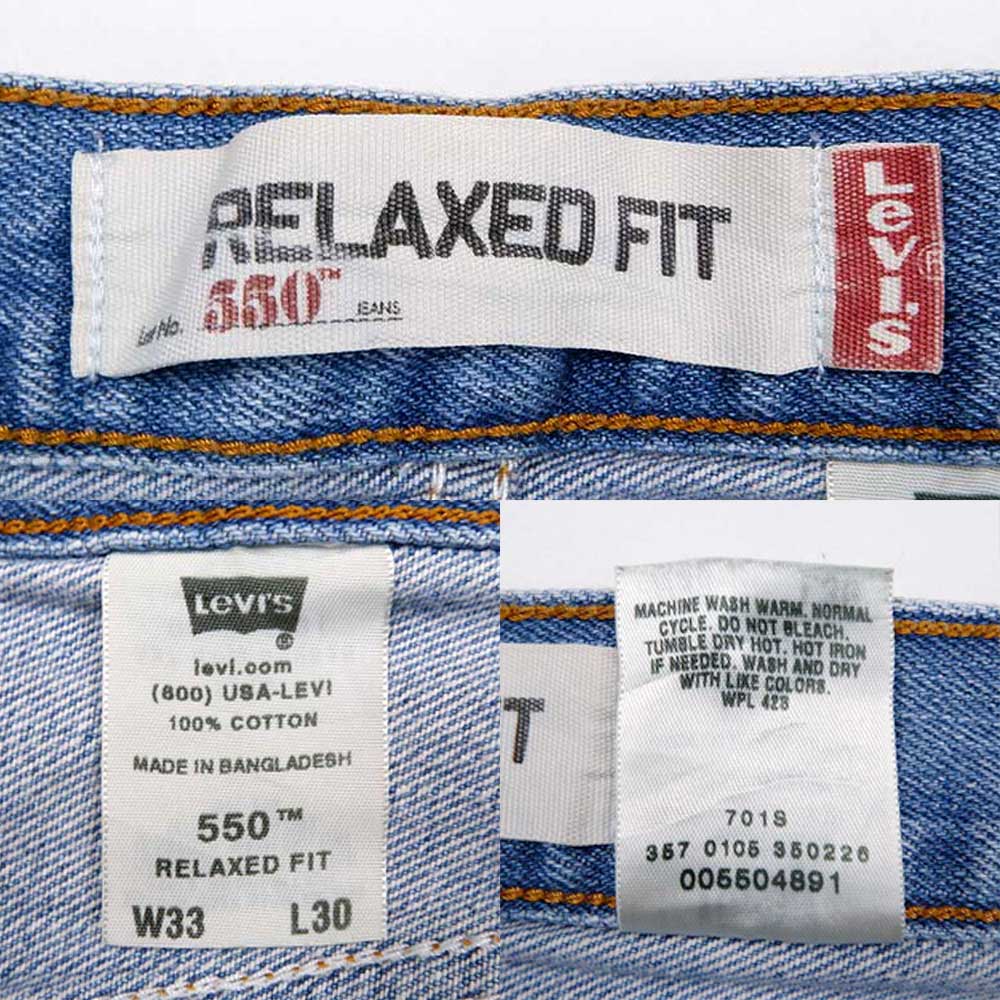 RELAXED FIT
Lot No. 550™ JEANS
LEVI'S
®
LEVI'S
®
levi.com
(800) USA-LEVI
100% COTTON
MADE IN BANGLADESH
550™
RELAXED FIT
W33 L30
T
MACHINE WASH WARM. NORMAL
CYCLE. DO NOT BLEACH.
TUMBLE DRY HOT. HOT IRON
IF NEEDED. WASH AND DRY
WITH LIKE COLORS.
WPL 423
701S
357 0105 350226
005504891